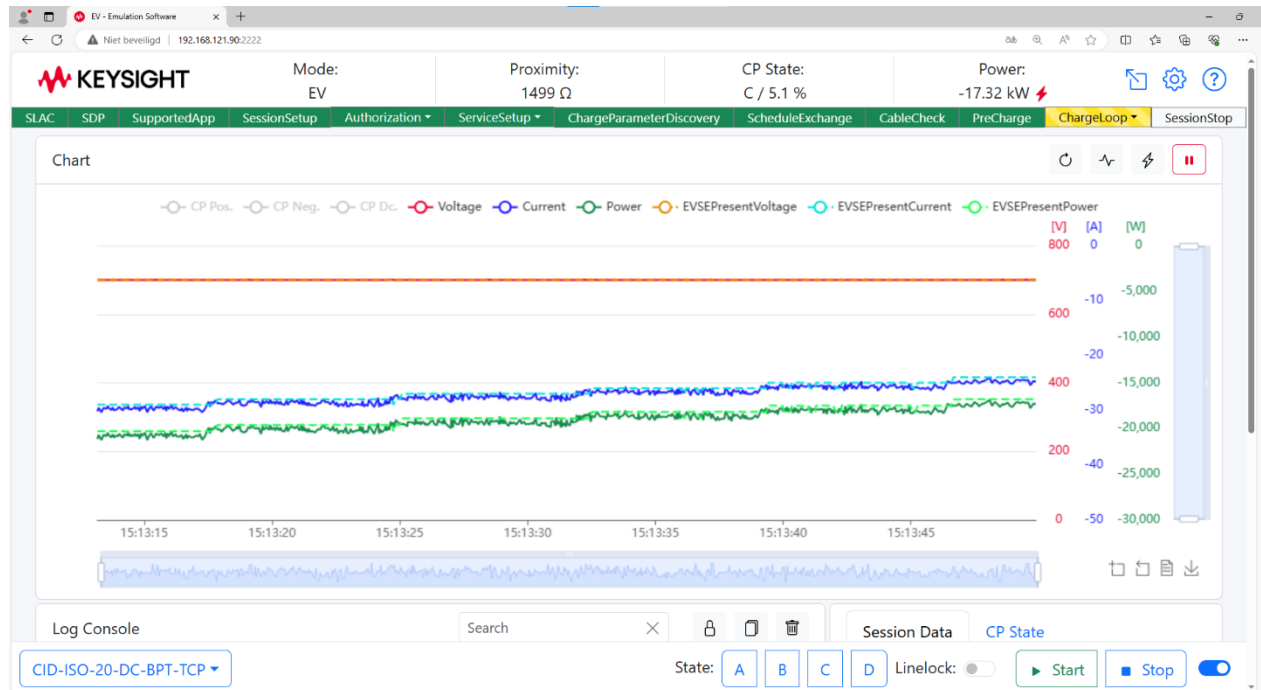 EV - Emulation Software
Niet beveiligd | 192.168.121.90:2222
KEYSIGHT
Mode:
EV
Proximity:
1499 Ω
CP State:
C / 5.1 %
Power:
-17.32 kW
SLAC SDP SupportedApp SessionSetup Authorization ServiceSetup ChargeParameterDiscovery ScheduleExchange CableCheck PreCharge ChargeLoop SessionStop
Chart
CP Pos. CP Neg. CP Dc. Voltage Current Power EVSEPresentVoltage EVSEPresentCurrent EVSEPresentPower
[V] [A] [W]
800 0 0
-5,000
-10
600
-10,000
-20
400 -15,000
-30
-20,000
200
-40
-25,000
0 -50 -30,000
15:13:15 15:13:20 15:13:25 15:13:30 15:13:35 15:13:40 15:13:45
Log Console
Search
Session Data CP State
CID-ISO-20-DC-BPT-TCP
State: A B C D Linelock: Start Stop